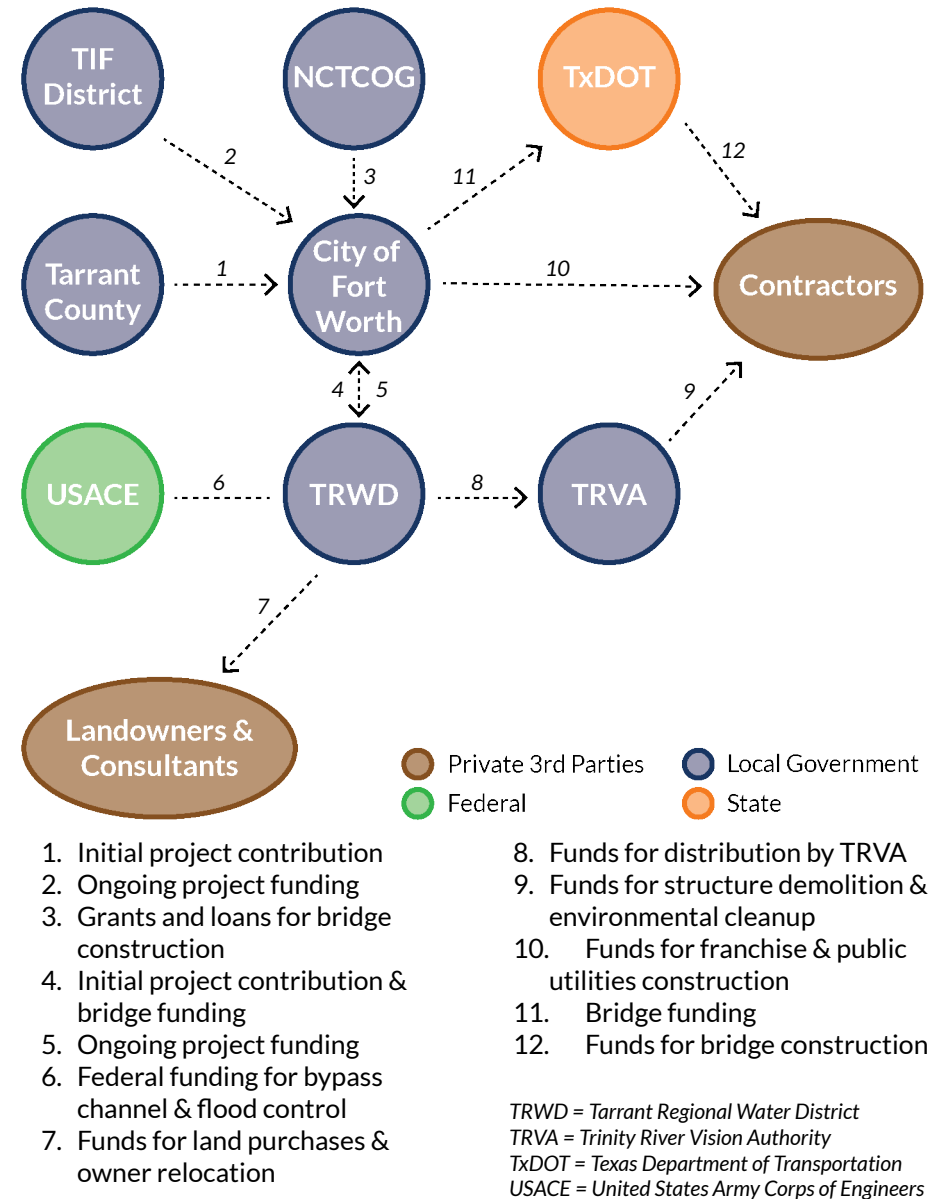 TIF
District
NCTCOG
TxDOT
2
3
11
12
Tarrant
County
1
City of
Fort
Worth
10
Contractors
4
5
9
USACE
6
TRWD
8
TRVA
7
Landowners &
Consultants
Private 3rd Parties
Local Government
Federal
State
1. Initial project contribution
2. Ongoing project funding
3. Grants and loans for bridge
construction
4. Initial project contribution &
bridge funding
5. Ongoing project funding
6. Federal funding for bypass
channel & flood control
7. Funds for land purchases &
owner relocation
8. Funds for distribution by TRVA
9. Funds for structure demolition &
environmental cleanup
10. Funds for franchise & public
utilities construction
11. Bridge funding
12. Funds for bridge construction
TRWD = Tarrant Regional Water District
TRVA = Trinity River Vision Authority
TxDOT = Texas Department of Transportation
USACE = United States Army Corps of Engineers